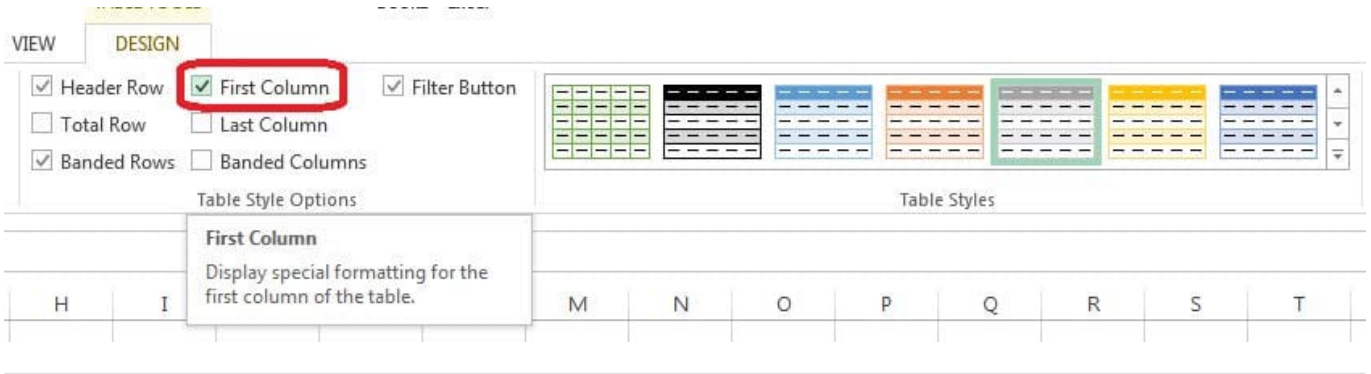 VIEW DESIGN
Header Row First Column Filter Button
Total Row Last Column
Banded Rows Banded Columns
Table Style Options Table Styles
First Column
Display special formatting for the
first column of the table.
H I M N O P Q R S T